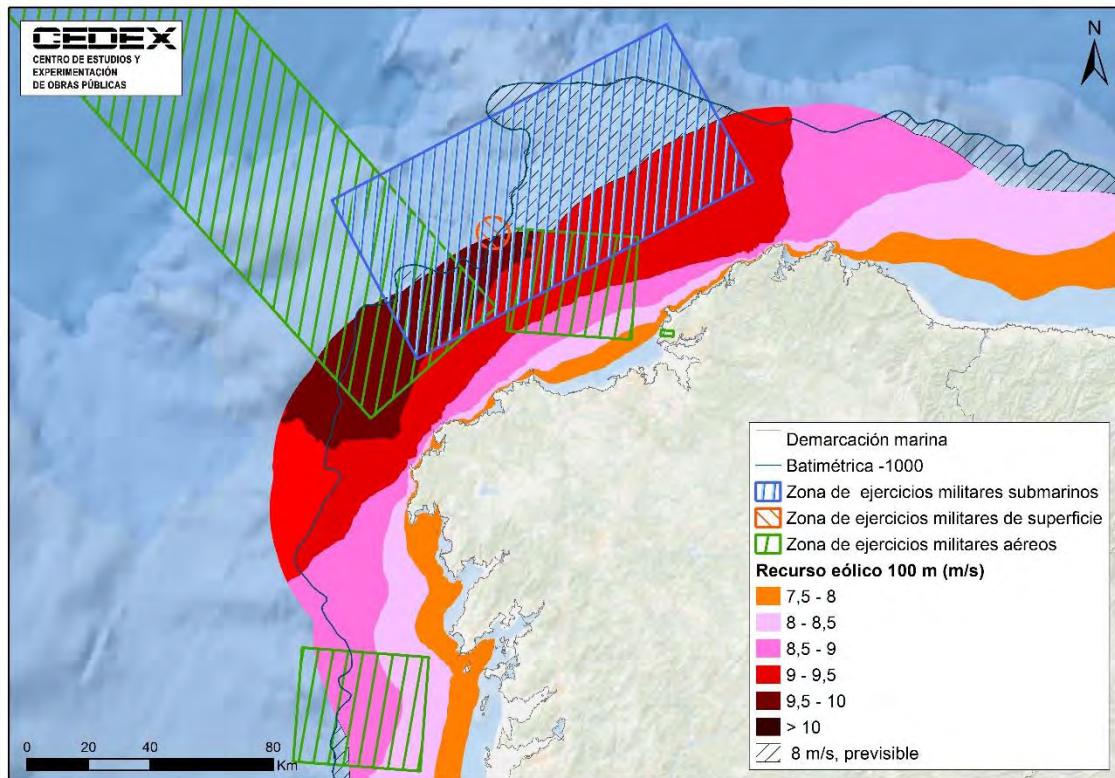 CEDEX
CENTRO DE ESTUDIOS Y
EXPERIMENTACIÓN
DE OBRAS PÚBLICAS
N
Demarcación marina
Batimétrica -1000
Zona de ejercicios militares submarinos
Zona de ejercicios militares de superficie
Zona de ejercicios militares aéreos
Recurso eólico 100 m (m/s)
7,5 - 8
8 - 8,5
8,5 - 9
9 - 9,5
9,5 - 10
> 10
8 m/s, previsible
0 20 40 80
Km